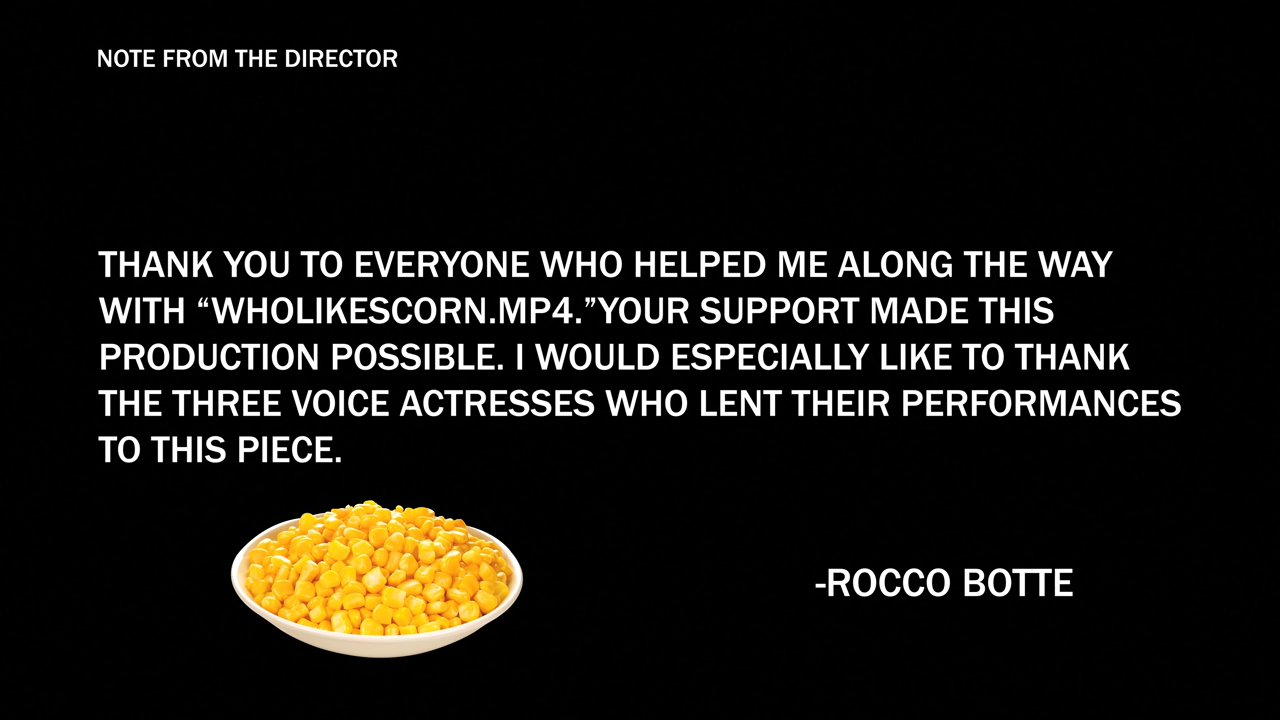 NOTE FROM THE DIRECTOR
THANK YOU TO EVERYONE WHO HELPED ME ALONG THE WAY
WITH “WHOLIKESCORN.MP4.”YOUR SUPPORT MADE THIS
PRODUCTION POSSIBLE. I WOULD ESPECIALLY LIKE TO THANK
THE THREE VOICE ACTRESSES WHO LENT THEIR PERFORMANCES
TO THIS PIECE.
-ROCCO BOTTE